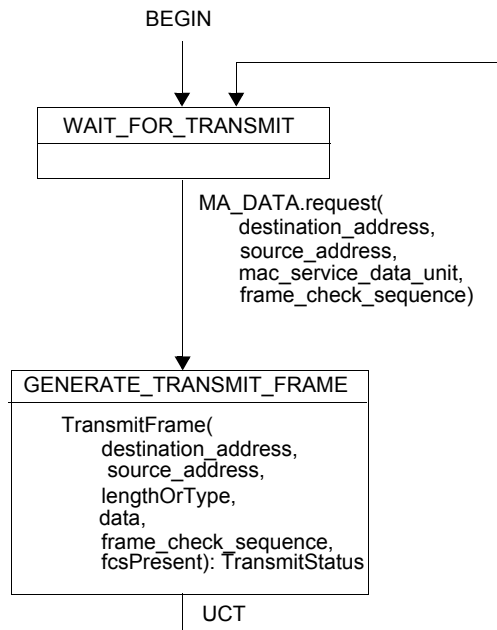 BEGIN
WAIT_FOR_TRANSMIT
MA_DATA.request(
destination_address,
source_address,
mac_service_data_unit,
frame_check_sequence)
GENERATE_TRANSMIT_FRAME
TransmitFrame(
destination_address,
source_address,
lengthOrType,
data,
frame_check_sequence,
fcsPresent): TransmitStatus
UCT